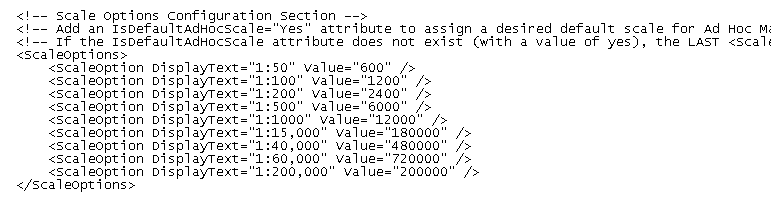 <!-- Scale Options Configuration Section -->
<!-- Add an IsDefaultAdHocScale="Yes" attribute to assign a desired default scale for Ad Hoc
<!-- If the IsDefaultAdHocScale attribute does not exist (with a value of yes), the LAST <Scale
<ScaleOptions>
<ScaleOption DisplayText="1:50" Value="600" />
<ScaleOption DisplayText="1:100" Value="1200" />
<ScaleOption DisplayText="1:200" Value="2400" />
<ScaleOption DisplayText="1:500" Value="6000" />
<ScaleOption DisplayText="1:1000" Value="12000" />
<ScaleOption DisplayText="1:15,000" Value="180000" />
<ScaleOption DisplayText="1:40,000" Value="480000" />
<ScaleOption DisplayText="1:60,000" Value="720000" />
<ScaleOption DisplayText="1:200,000" Value="200000" />
</ScaleOptions>